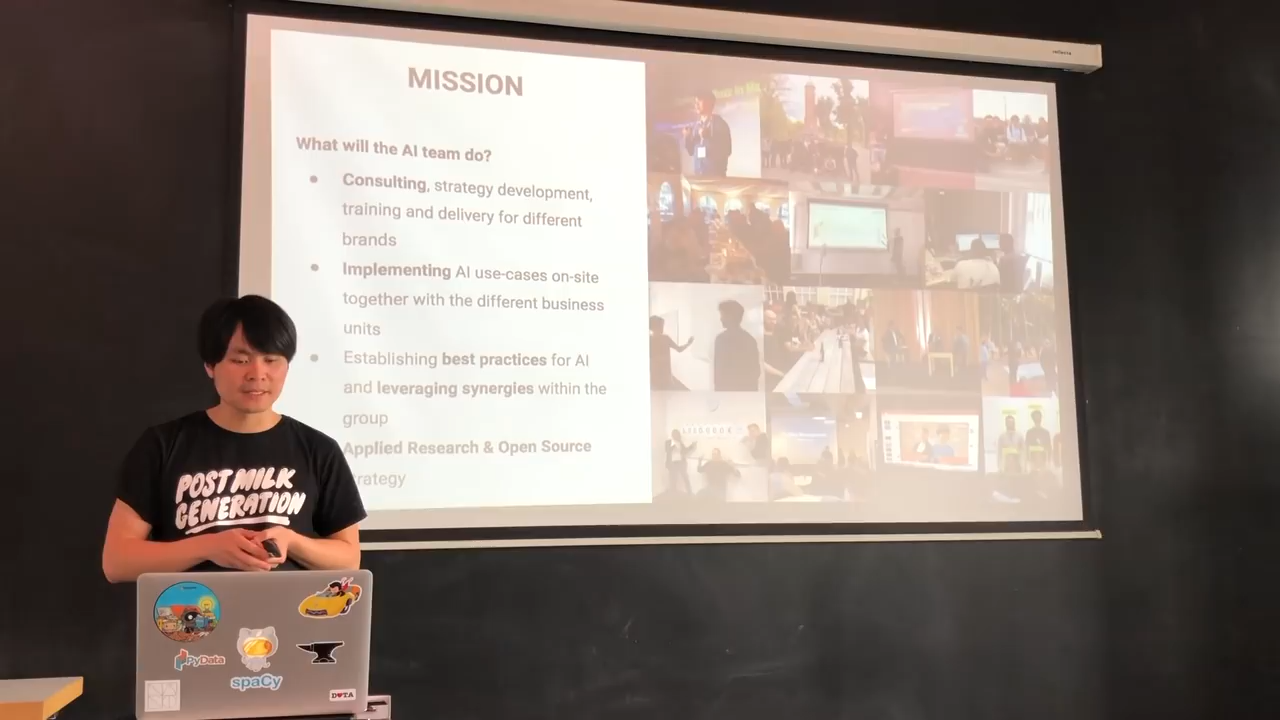 MISSION
What will the AI team do?
Consulting, strategy development,
training and delivery for different
brands
Implementing AI use-cases on-site
together with the different business
units
Establishing best practices for AI
and leveraging synergies within the
group
Applied Research & Open Source
POST MILK
GENERATION
PyData
spaCy
D♥TA